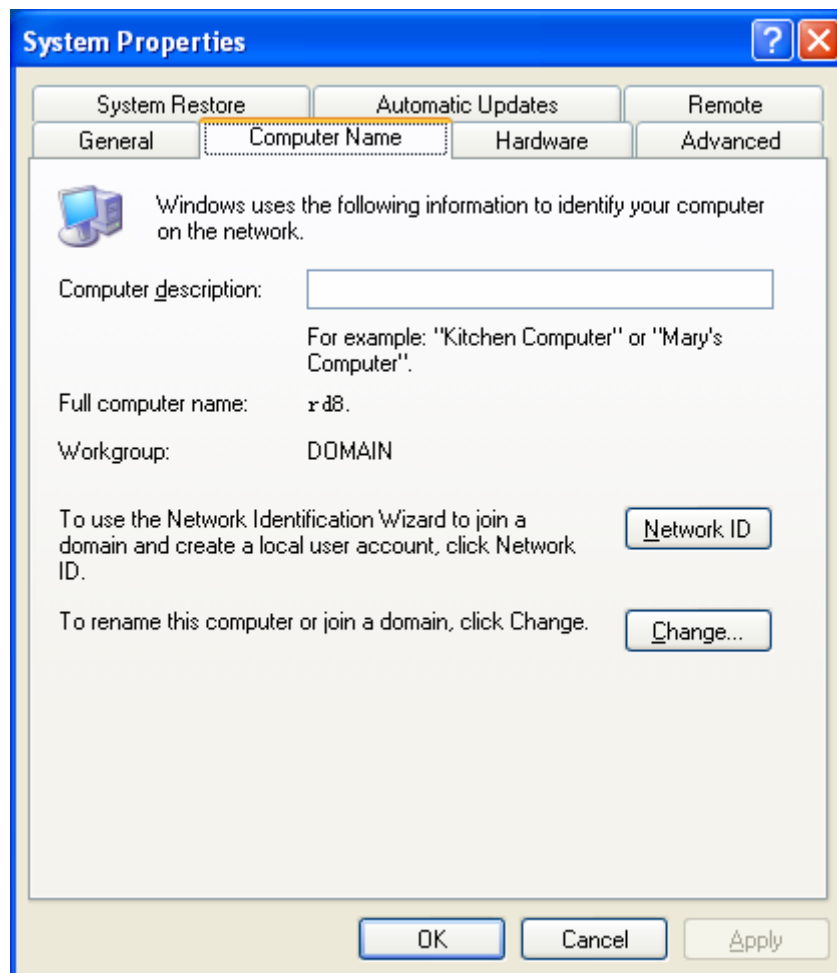 System Properties
System Restore Automatic Updates Remote
General Computer Name Hardware Advanced
Windows uses the following information to identify your computer
on the network.
Computer description:
For example: "Kitchen Computer" or "Mary's
Computer".
Full computer name: rd8.
Workgroup: DOMAIN
To use the Network Identification Wizard to join a
domain and create a local user account, click Network
ID.
Network ID
To rename this computer or join a domain, click Change.
Change...
OK Cancel Apply